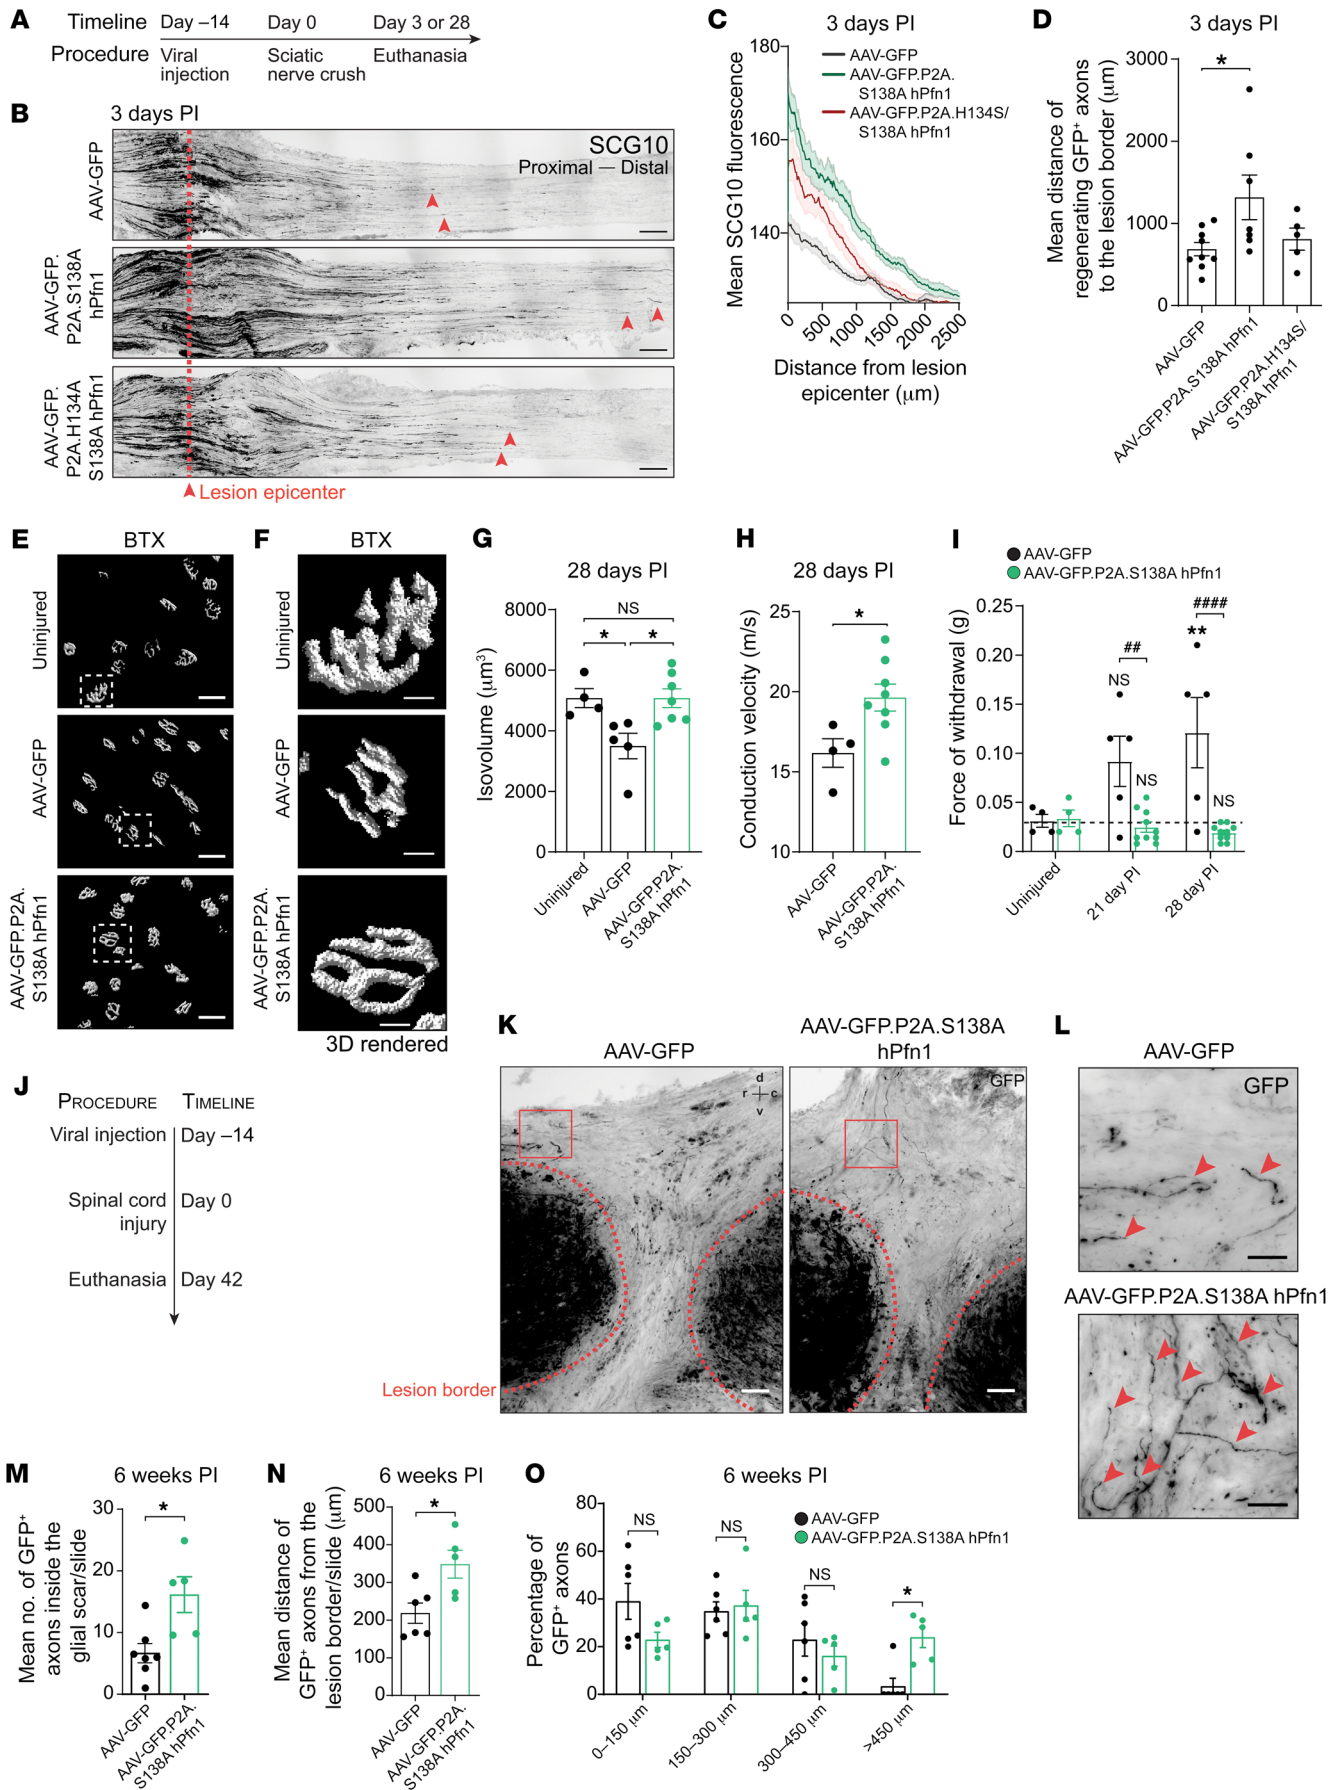 A
Timeline Day –14 Day 0 Day 3 or 28
Procedure Viral injection Sciatic nerve crush Euthanasia
B
3 days PI
SCG10
Proximal — Distal
AAV-GFP
AAV-GFP.
P2A.S138A
hPfn1
AAV-GFP.
P2A.H134A
S138A hPfn1
Lesion epicenter
C
3 days PI
AAV-GFP
AAV-GFP.P2A.
S138A hPfn1
AAV-GFP.P2A.H134S/
S138A hPfn1
Mean SCG10 fluorescence
180
160
140
0 500 1000 1500 2000 2500
Distance from lesion
epicenter (μm)
D
3 days PI
Mean distance of
regenerating GFP+ axons
to the lesion border (μm)
3000
2000
1000
0
*
AAV-GFP
AAV-GFP.P2A.S138A hPfn1
AAV-GFP.P2A.H134S/
S138A hPfn1
E
BTX
Uninjured
AAV-GFP
AAV-GFP.P2A.
S138A hPfn1
F
BTX
Uninjured
AAV-GFP
AAV-GFP.P2A.
S138A hPfn1
3D rendered
G
28 days PI
Isovolume (μm3)
8000
6000
4000
2000
0
NS
* *
Uninjured
AAV-GFP
AAV-GFP.P2A.
S138A hPfn1
H
28 days PI
Conduction velocity (m/s)
25
20
15
10
*
AAV-GFP
AAV-GFP.P2A.
S138A hPfn1
I
AAV-GFP
AAV-GFP.P2A.S138A hPfn1
Force of withdrawal (g)
0.25
0.20
0.15
0.10
0.05
0
####
**
##
NS
NS
NS
Uninjured
21 day PI
28 day PI
J
PROCEDURE TIMELINE
Viral injection Day –14
Spinal cord
injury
Day 0
Euthanasia Day 42
K
AAV-GFP
AAV-GFP.P2A.S138A
hPfn1
d
r c
v
GFP
Lesion border
L
AAV-GFP
GFP
AAV-GFP.P2A.S138A hPfn1
M
6 weeks PI
Mean no. of GFP+
axons inside the
glial scar/slide
30
20
10
0
*
AAV-GFP
AAV-GFP.P2A.
S138A hPfn1
N
6 weeks PI
Mean distance of
GFP+ axons from the
lesion border/slide (μm)
500
400
300
200
100
0
*
AAV-GFP
AAV-GFP.P2A.
S138A hPfn1
O
6 weeks PI
AAV-GFP
AAV-GFP.P2A.S138A hPfn1
Percentage of
GFP+ axons
80
60
40
20
0
NS
NS
NS
*
0–150 μm
150–300 μm
300–450 μm
>450 μm